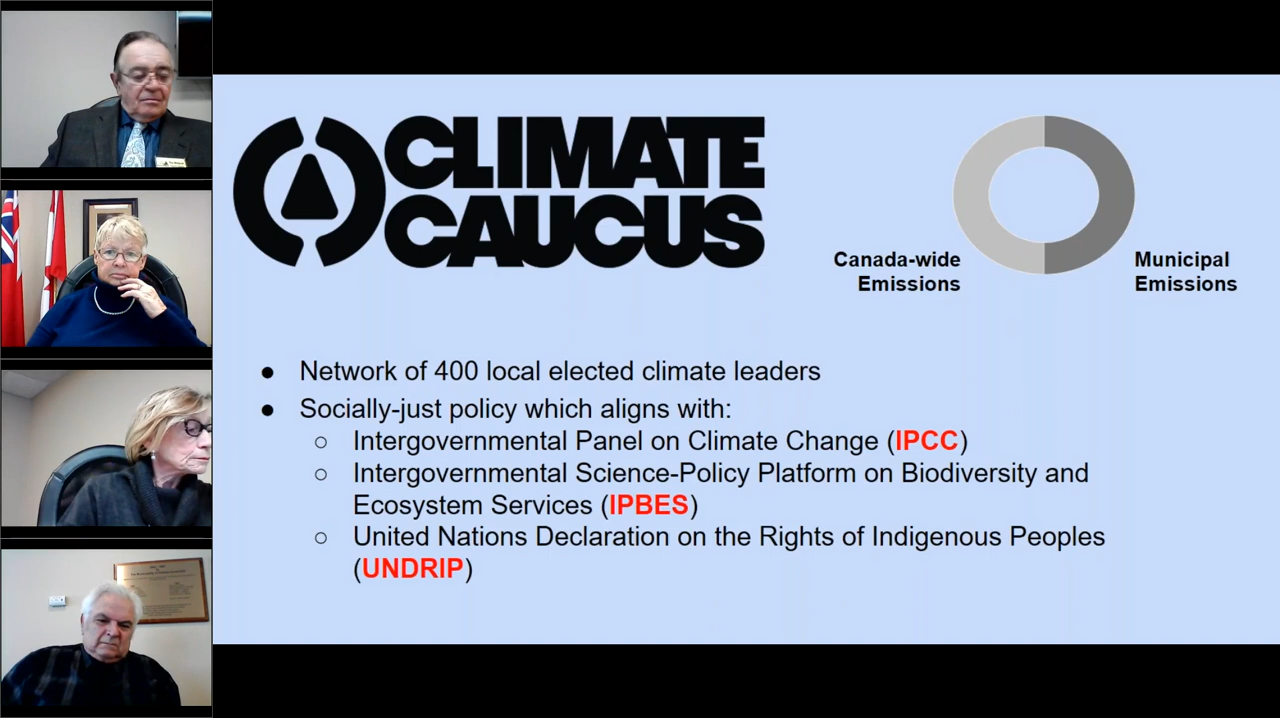 CLIMATE
CAUCUS
Canada-wide
Emissions
Municipal
Emissions
● Network of 400 local elected climate leaders
● Socially-just policy which aligns with:
○ Intergovernmental Panel on Climate Change (IPCC)
○ Intergovernmental Science-Policy Platform on Biodiversity and
Ecosystem Services (IPBES)
○ United Nations Declaration on the Rights of Indigenous Peoples
(UNDRIP)